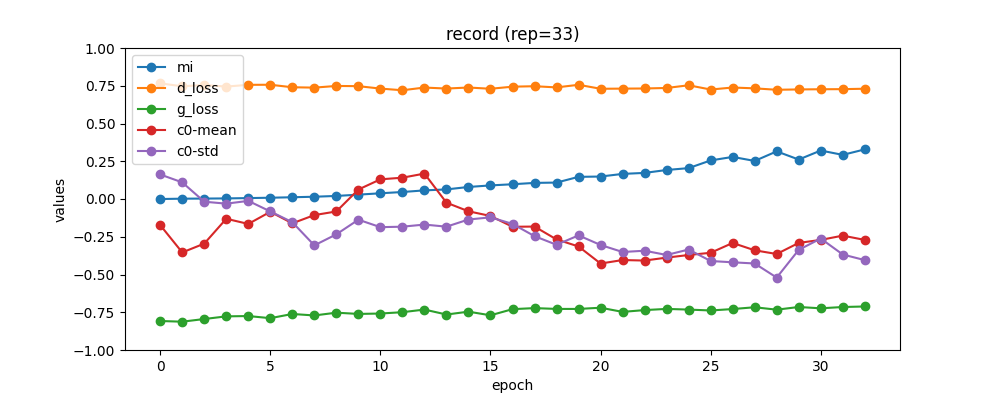 record (rep=33)
1.00
0.75
0.50
0.25
0.00
−0.25
−0.50
−0.75
−1.00
values
mi
d_loss
g_loss
c0-mean
c0-std
0 5 10 15 20 25 30
epoch